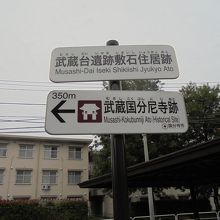 武蔵台遺跡敷石住居跡
Musashi-Dai Iseki Shikiishi Jyukyo Ato
350m
武蔵国分尼寺跡
Musashi-Kokubunniji Ato (Historical Site)